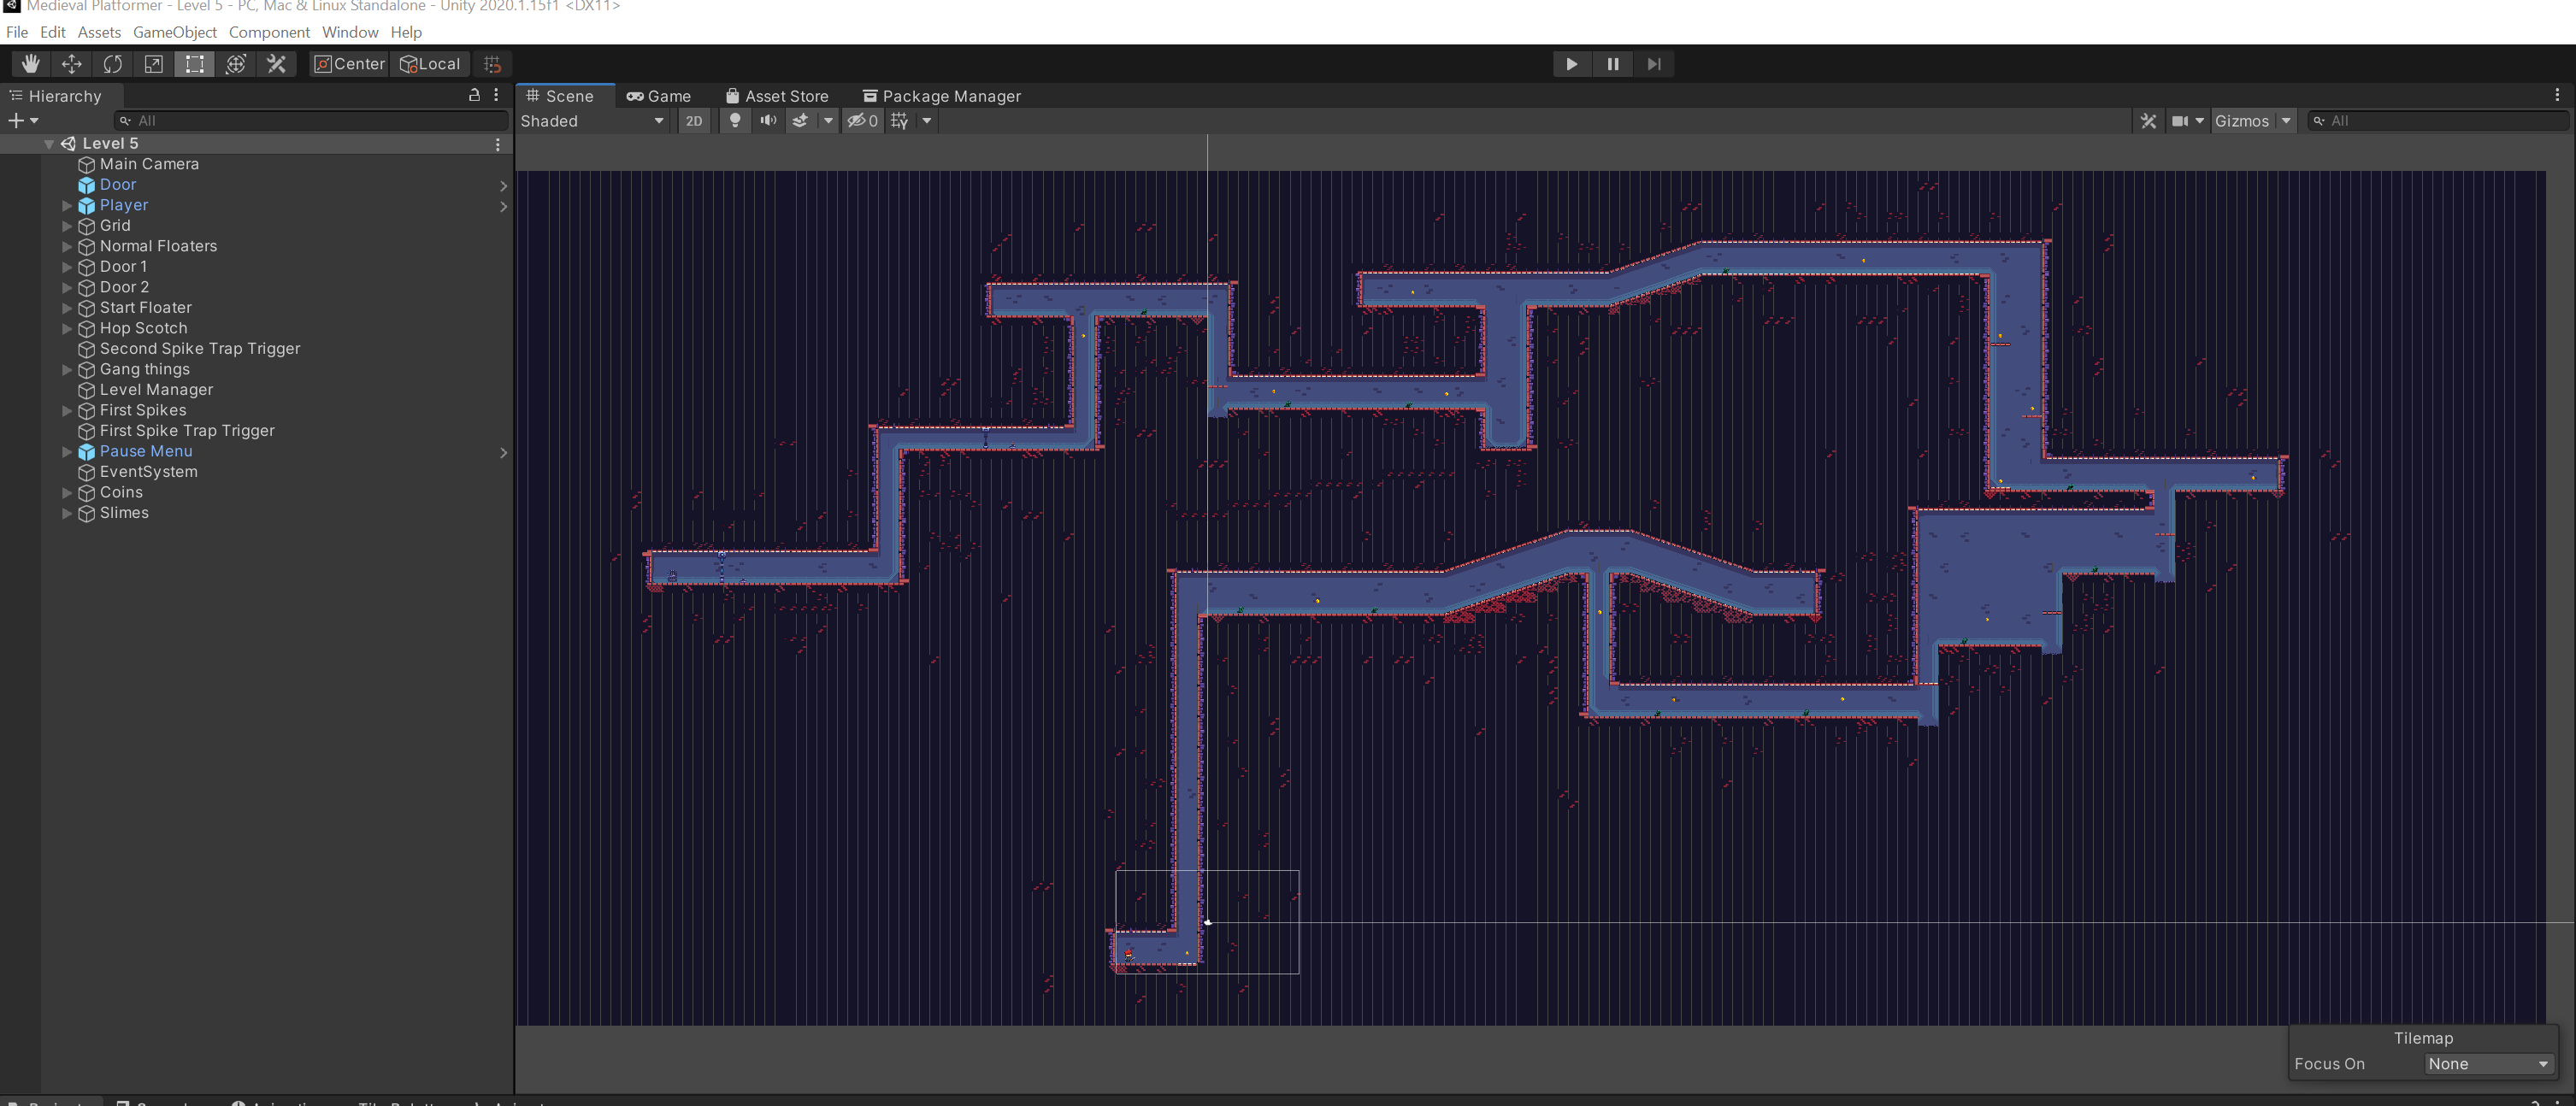 Medieval Platformer - Level 5 - PC, Mac & Linux Standalone - Unity 2020.1.15f1 <DX11>
File Edit Assets GameObject Component Window Help
Center Local
Hierarchy
All
Level 5
Main Camera
Door
Player
Grid
Normal Floaters
Door 1
Door 2
Start Floater
Hop Scotch
Second Spike Trap Trigger
Gang things
Level Manager
First Spikes
First Spike Trap Trigger
Pause Menu
EventSystem
Coins
Slimes
Scene Game Asset Store Package Manager
Shaded 2D 0 Gizmos All
Tilemap
Focus On None